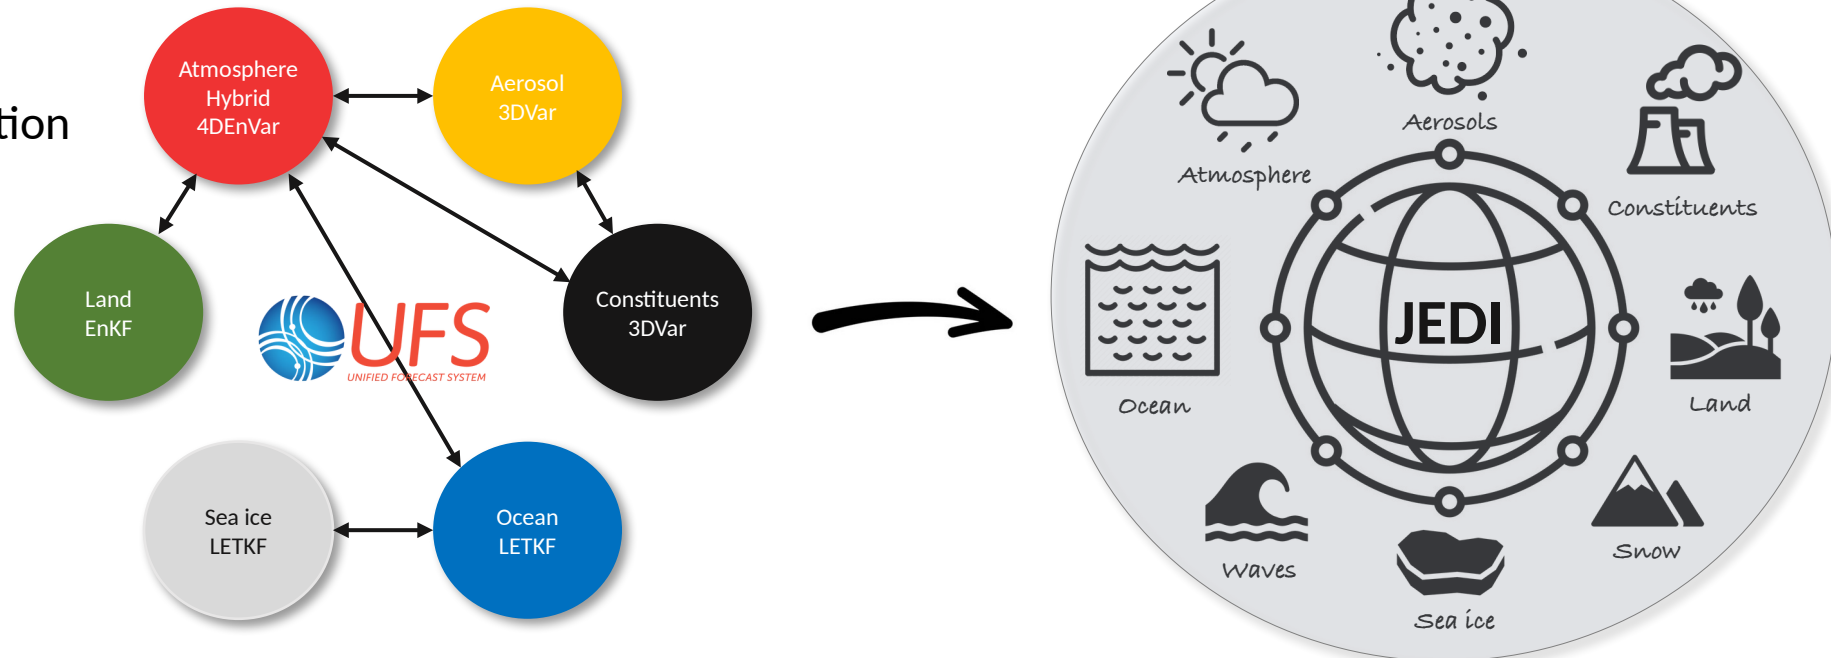 tion
Atmosphere
Hybrid
4DEnVar
Aerosol
3DVar
Land
EnKF
UFS
UNIFIED FORECAST SYSTEM
Constituents
3DVar
Sea ice
LETKF
Ocean
LETKF
Aerosols
Atmosphere
Constituents
JEDI
Ocean
Land
Waves
Snow
Sea ice